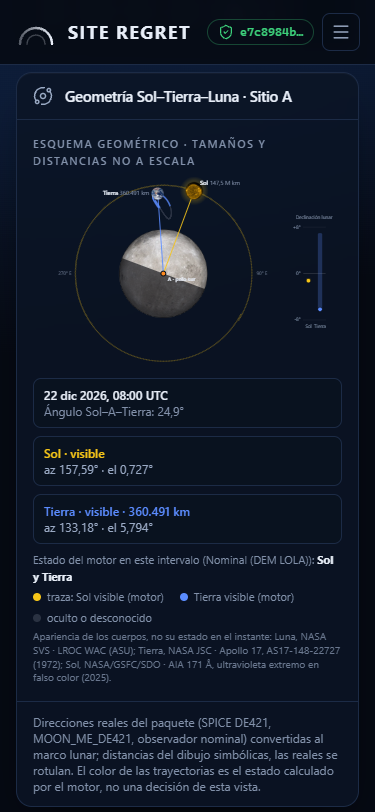 SITE REGRET
e7c8984b…
Geometría Sol–Tierra–Luna · Sitio A
ESQUEMA GEOMÉTRICO · TAMAÑOS Y
DISTANCIAS NO A ESCALA
Sol 147,5 M km
Tierra 360.491 km
Declinación lunar
+8°
270° E
90° E
0°
-8°
Sol Tierra
22 dic 2026, 08:00 UTC
Ángulo Sol–A–Tierra: 24,9°
Sol · visible
az 157,59° · el 0,727°
Tierra · visible · 360.491 km
az 133,18° · el 5,794°
Estado del motor en este intervalo (Nominal (DEM LOLA)): Sol
y Tierra
traza: Sol visible (motor) Tierra visible (motor)
oculto o desconocido
Apariencia de los cuerpos, no su estado en el instante: Luna, NASA
SVS · LROC WAC (ASU); Tierra, NASA JSC · Apollo 17, AS17-148-22727
(1972); Sol, NASA/GSFC/SDO · AIA 171 Å, ultravioleta extremo en
falso color (2025).
Direcciones reales del paquete (SPICE DE421,
MOON_ME_DE421, observador nominal) convertidas al
marco lunar; distancias del dibujo simbólicas, las reales se
rotulan. El color de las trayectorias es el estado calculado
por el motor, no una decisión de esta vista.